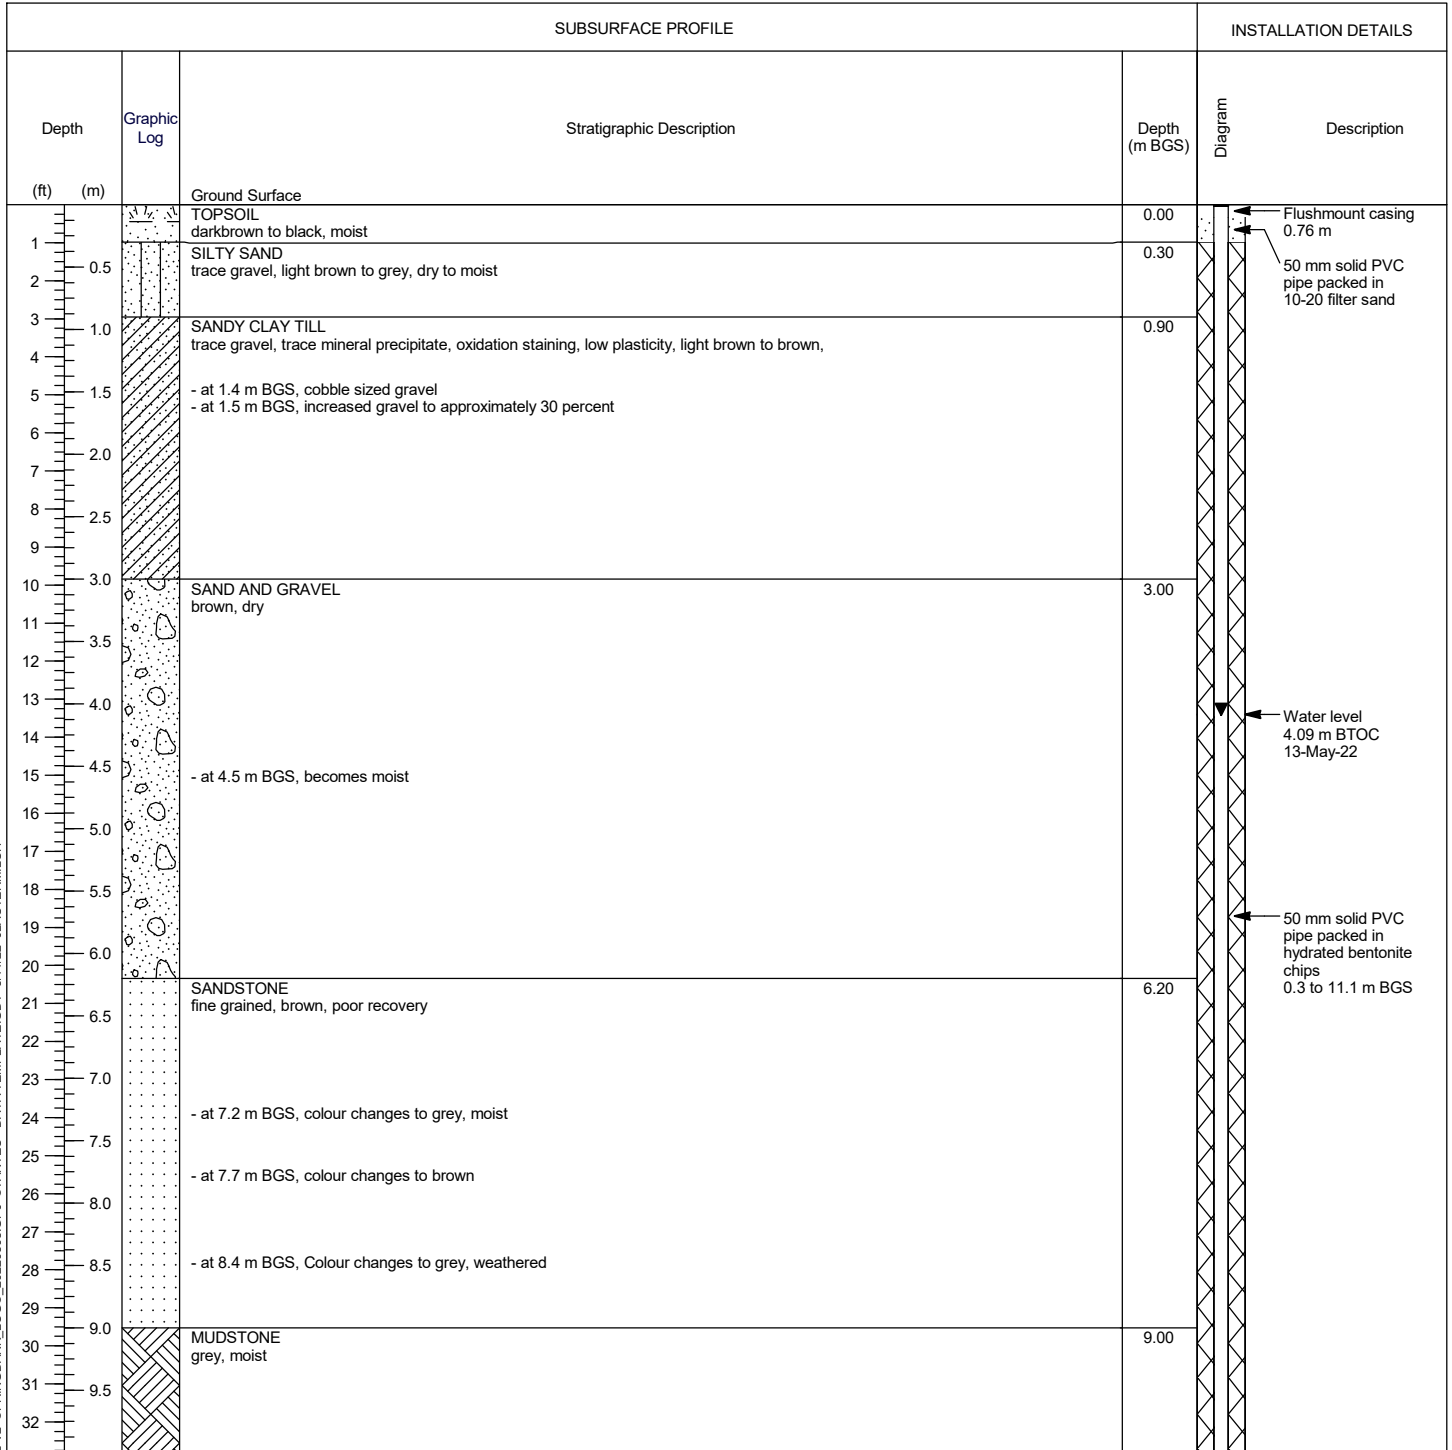 SUBSURFACE PROFILE
INSTALLATION DETAILS
Depth
Graphic
Log
Stratigraphic Description
Depth
(m BGS)
Diagram
Description
(ft)
(m)
Ground Surface
TOPSOIL
darkbrown to black, moist
0.00
SILTY SAND
trace gravel, light brown to grey, dry to moist
0.30
SANDY CLAY TILL
trace gravel, trace mineral precipitate, oxidation staining, low plasticity, light brown to brown,
0.90
- at 1.4 m BGS, cobble sized gravel
- at 1.5 m BGS, increased gravel to approximately 30 percent
SAND AND GRAVEL
brown, dry
3.00
- at 4.5 m BGS, becomes moist
SANDSTONE
fine grained, brown, poor recovery
6.20
- at 7.2 m BGS, colour changes to grey, moist
- at 7.7 m BGS, colour changes to brown
- at 8.4 m BGS, Colour changes to grey, weathered
MUDSTONE
grey, moist
9.00
1
2
3
4
5
6
7
8
9
10
11
12
13
14
15
16
17
18
19
20
21
22
23
24
25
26
27
28
29
30
31
32
0.5
1.0
1.5
2.0
2.5
3.0
3.5
4.0
4.5
5.0
5.5
6.0
6.5
7.0
7.5
8.0
8.5
9.0
9.5
Flushmount casing
0.76 m
50 mm solid PVC
pipe packed in
10-20 filter sand
Water level
4.09 m BTOC
13-May-22
50 mm solid PVC
pipe packed in
hydrated bentonite
chips
0.3 to 11.1 m BGS